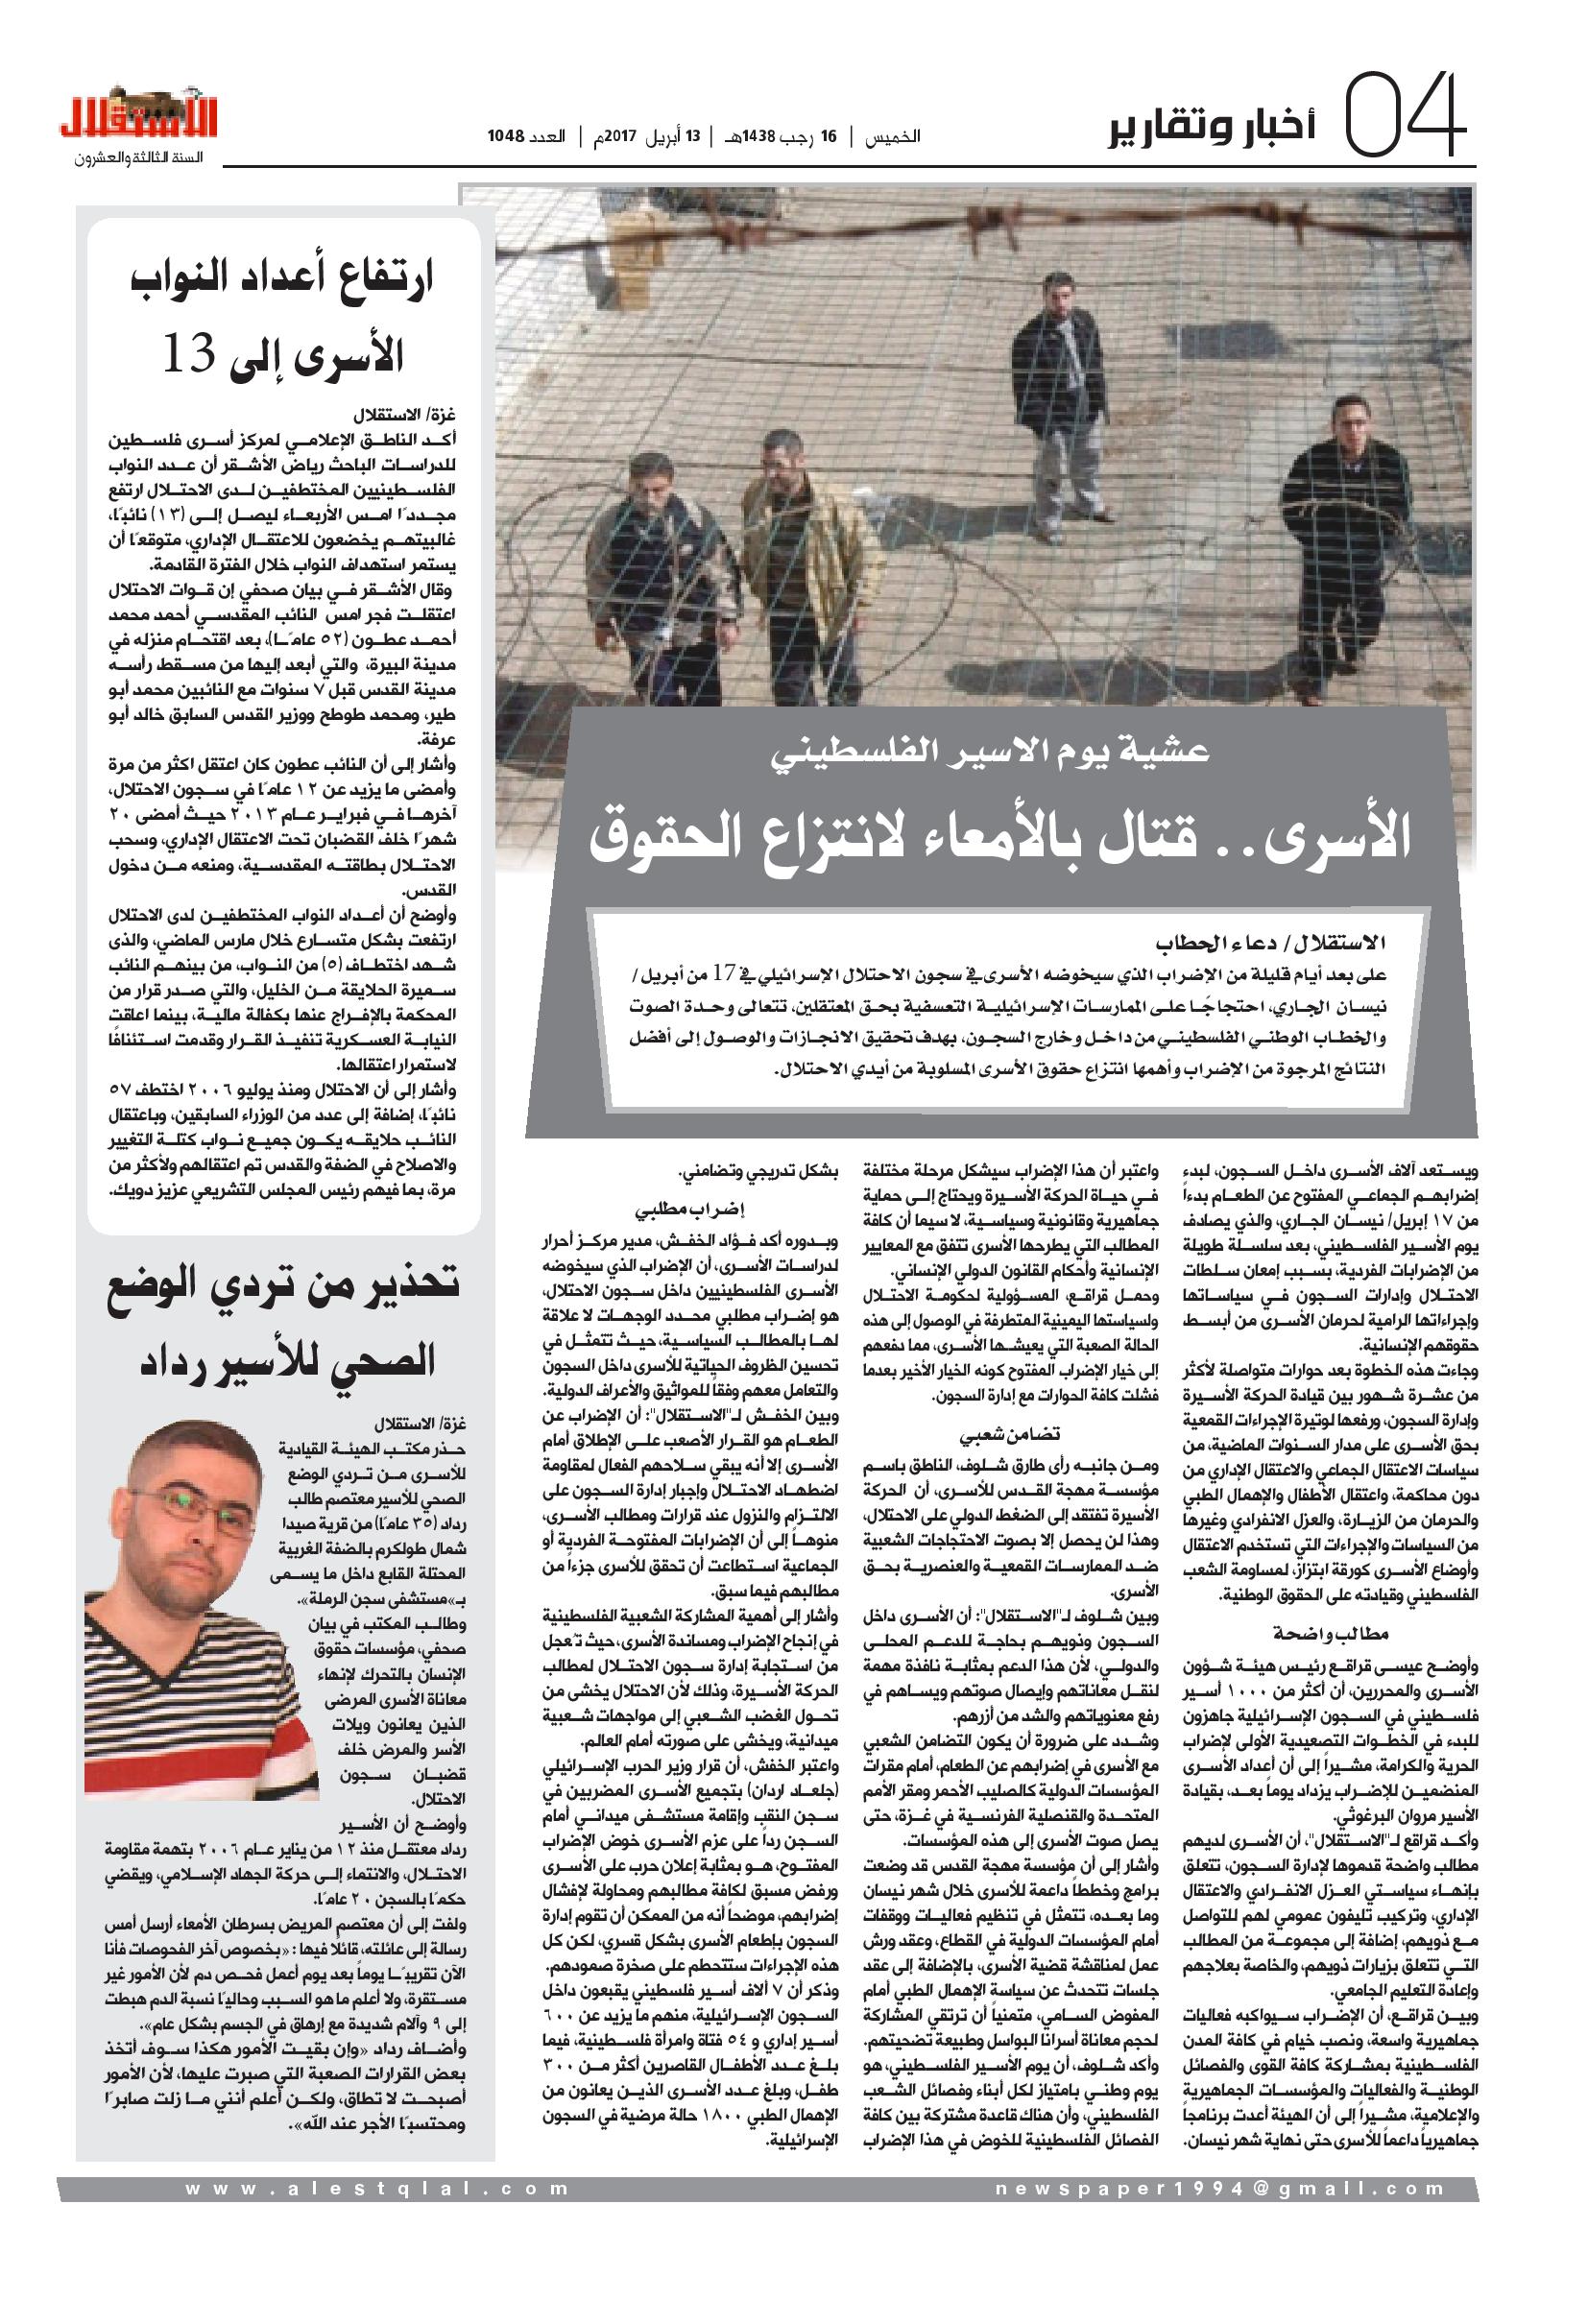 04
أخبار وتقارير
الخميس | 16 رجب 1438هـ | 13 أبريل 2017م | العدد 1048
الاستقلال
السنة الثالثة والعشرون
عشية يوم الاسير الفلسطيني
الأسرى.. قتال بالأمعاء لانتزاع الحقوق
الاستقلال/ دعاء الحطاب
على بعد أيام قليلة من الإضراب الذي سيخوضه الأسرى في سجون الاحتلال الإسرائيلي في 17 من أبريل /
نيسان الجاري، احتجاجًا على الممارسات الإسرائيلية التعسفية بحق المعتقلين، تتعالى وحدة الصوت
والخطاب الوطني الفلسطيني من داخل وخارج السجون، بهدف تحقيق الانجازات والوصول إلى أفضل
النتائج المرجوة من الإضراب وأهمها انتزاع حقوق الأسرى المسلوبة من أيدي الاحتلال.
ويستعد آلاف الأسرى داخل السجون، لبدء
إضرابهم الجماعي المفتوح عن الطعام بدءاً
من ١٧ إبريل/ نيسان الجاري، والذي يصادف
يوم الأسير الفلسطيني، بعد سلسلة طويلة
من الإضرابات الفردية، بسبب إمعان سلطات
الاحتلال وإدارات السجون في سياساتها
وإجراءاتها الرامية لحرمان الأسرى من أبسط
حقوقهم الإنسانية.
وجاءت هذه الخطوة بعد حوارات متواصلة لأكثر
من عشرة شهور بين قيادة الحركة الأسيرة
وإدارة السجون، ورفعها لوتيرة الإجراءات القمعية
بحق الأسرى على مدار السنوات الماضية، من
سياسات الاعتقال الجماعي والاعتقال الإداري من
دون محاكمة، واعتقال الأطفال والإهمال الطبي
والحرمان من الزيارة، والعزل الانفرادي وغيرها
من السياسات والإجراءات التي تستخدم الاعتقال
وأوضاع الأسرى كورقة ابتزاز، لمساومة الشعب
الفلسطيني وقيادته على الحقوق الوطنية.
مطالب واضحة
وأوضح عيسى قراقع رئيس هيئة شؤون
الأسرى والمحررين، أن أكثر من ١٠٠٠ أسير
فلسطيني في السجون الإسرائيلية جاهزون
للبدء في الخطوات التصعيدية الأولى لإضراب
الحرية والكرامة، مشيراً إلى أن أعداد الأسرى
المنضمين للإضراب يزداد يوماً بعد، بقيادة
الأسير مروان البرغوثي.
وأكد قراقع لـ"الاستقلال"، أن الأسرى لديهم
مطالب واضحة قدموها لإدارة السجون، تتعلق
بإنهاء سياستي العزل الانفرادي والاعتقال
الإداري، وتركيب تليفون عمومي لهم للتواصل
مع ذويهم، إضافة إلى مجموعة من المطالب
التي تتعلق بزيارات ذويهم، والخاصة بعلاجهم
وإعادة التعليم الجامعي.
وبين قراقع، أن الإضراب سيواكبه فعاليات
جماهيرية واسعة، ونصب خيام في كافة المدن
الفلسطينية بمشاركة كافة القوى والفصائل
الوطنية والفعاليات والمؤسسات الجماهيرية
والإعلامية، مشيراً إلى أن الهيئة أعدت برنامجاً
جماهيرياً داعماً للأسرى حتى نهاية شهر نيسان.
واعتبر أن هذا الإضراب سيشكل مرحلة مختلفة
في حياة الحركة الأسيرة ويحتاج إلى حماية
جماهيرية وقانونية وسياسية، لا سيما أن كافة
المطالب التي يطرحها الأسرى تتفق مع المعايير
الإنسانية وأحكام القانون الدولي الإنساني.
وحمل قراقع، المسؤولية لحكومة الاحتلال
ولسياستها اليمينية المتطرفة في الوصول إلى هذه
الحالة الصعبة التي يعيشها الأسرى، مما دفعهم
إلى خيار الإضراب المفتوح كونه الخيار الأخير بعدما
فشلت كافة الحوارات مع إدارة السجون.
تضامن شعبي
ومن جانبه رأى طارق شلوف، الناطق باسم
مؤسسة مهجة القدس للأسرى، أن الحركة
الأسيرة تفتقد إلى الضغط الدولي على الاحتلال،
وهذا لن يحصل إلا بصوت الاحتجاجات الشعبية
ضد الممارسات القمعية والعنصرية بحق
الأسرى.
وبين شلوف لـ"الاستقلال": أن الأسرى داخل
السجون وذويهم بحاجة للدعم المحلي
والدولي، لأن هذا الدعم بمثابة نافذة مهمة
لنقل معاناتهم وإيصال صوتهم ويساهم في
رفع معنوياتهم والشد من أزرهم.
وشدد على ضرورة أن يكون التضامن الشعبي
مع الأسرى في إضرابهم عن الطعام، أمام مقرات
المؤسسات الدولية كالصليب الأحمر ومقر الأمم
المتحدة والقنصلية الفرنسية في غزة، حتى
يصل صوت الأسرى إلى هذه المؤسسات.
وأشار إلى أن مؤسسة مهجة القدس قد وضعت
برامج وخططاً داعمة للأسرى خلال شهر نيسان
وما بعده، تتمثل في تنظيم فعاليات ووقفات
أمام المؤسسات الدولية في القطاع، وعقد ورش
عمل لمناقشة قضية الأسرى، بالإضافة إلى عقد
جلسات تتحدث عن سياسة الإهمال الطبي أمام
المفوض السامي، متمنياً أن ترتقي المشاركة
لحجم معاناة أسرانا البواسل وطبيعة تضحيتهم.
وأكد شلوف، أن يوم الأسير الفلسطيني، هو
يوم وطني بامتياز لكل أبناء وفصائل الشعب
الفلسطيني، وأن هناك قاعدة مشتركة بين كافة
الفصائل الفلسطينية للخوض في هذا الإضراب
بشكل تدريجي وتضامني.
إضراب مطلبي
وبدوره أكد فؤاد الخفش، مدير مركز أحرار
لدراسات الأسرى، أن الإضراب الذي سيخوضه
الأسرى الفلسطينيين داخل سجون الاحتلال،
هو إضراب مطلبي محدد الوجهات لا علاقة
لها بالمطالب السياسية، حيث تتمثل في
تحسين الظروف الحياتية للأسرى داخل السجون
والتعامل معهم وفقاً للمواثيق والأعراف الدولية.
وبين الخفش لـ"الاستقلال": أن الإضراب عن
الطعام هو القرار الأصعب على الإطلاق أمام
الأسرى إلا أنه يبقي سلاحهم الفعال لمقاومة
اضطهاد الاحتلال وإجبار إدارة السجون على
الالتزام والنزول عند قرارات ومطالب الأسرى،
منوهاً إلى أن الإضرابات المفتوحة الفردية أو
الجماعية استطاعت أن تحقق للأسرى جزءاً من
مطالبهم فيما سبق.
وأشار إلى أهمية المشاركة الشعبية الفلسطينية
في إنجاح الإضراب ومساندة الأسرى، حيث تُعجل
من استجابة إدارة سجون الاحتلال لمطالب
الحركة الأسيرة، وذلك لأن الاحتلال يخشى من
تحول الغضب الشعبي إلى مواجهات شعبية
ميدانية، ويخشى على صورته أمام العالم.
واعتبر الخفش، أن قرار وزير الحرب الإسرائيلي
(جلعاد اردان) بتجميع الأسرى المضربين في
سجن النقب وإقامة مستشفى ميداني أمام
السجن رداً على عزم الأسرى خوض الإضراب
المفتوح، هو بمثابة إعلان حرب على الأسرى
ورفض مسبق لكافة مطالبهم ومحاولة لإفشال
إضرابهم، موضحاً أنه من الممكن أن تقوم إدارة
السجون بإطعام الأسرى بشكل قسري، لكن كل
هذه الإجراءات ستتحطم على صخرة صمودهم.
وذكر أن ٧ آلاف أسير فلسطيني يقبعون داخل
السجون الإسرائيلية، منهم ما يزيد عن ٦٠٠
أسير إداري و ٥٤ فتاة وامرأة فلسطينية، فيما
بلغ عدد الأطفال القاصرين أكثر من ٣٠٠
طفل، وبلغ عدد الأسرى الذين يعانون من
الإهمال الطبي ١٨٠٠ حالة مرضية في السجون
الإسرائيلية.
ارتفاع أعداد النواب
الأسرى إلى 13
غزة/ الاستقلال
أكد الناطق الإعلامي لمركز أسرى فلسطين
للدراسات الباحث رياض الأشقر أن عدد النواب
الفلسطينيين المختطفين لدى الاحتلال ارتفع
مجددًا امس الأربعاء ليصل إلى (١٣) نائبًا،
غالبيتهم يخضعون للاعتقال الإداري، متوقعًا أن
يستمر استهداف النواب خلال الفترة القادمة.
وقال الأشقر في بيان صحفي إن قوات الاحتلال
اعتقلت فجر امس النائب المقدسي أحمد محمد
أحمد عطون (٥٢ عامًا)، بعد اقتحام منزله في
مدينة البيرة، والتي أبعد إليها من مسقط رأسه
مدينة القدس قبل ٧ سنوات مع النائبين محمد أبو
طير، ومحمد طوطح ووزير القدس السابق خالد أبو
عرفة.
وأشار إلى أن النائب عطون كان اعتقل اكثر من مرة
وأمضى ما يزيد عن ١٢ عامًا في سجون الاحتلال،
آخرها في فبراير عام ٢٠١٣ حيث أمضى ٢٠
شهرًا خلف القضبان تحت الاعتقال الإداري، وسحب
الاحتلال بطاقته المقدسية، ومنعه من دخول
القدس.
وأوضح أن أعداد النواب المختطفين لدى الاحتلال
ارتفعت بشكل متسارع خلال مارس الماضي، والذى
شهد اختطاف (٥) من النواب، من بينهم النائب
سميرة الحلايقة من الخليل، والتي صدر قرار من
المحكمة بالإفراج عنها بكفالة مالية، بينما اعاقت
النيابة العسكرية تنفيذ القرار وقدمت استئنافًا
لاستمرار اعتقالها.
وأشار إلى أن الاحتلال ومنذ يوليو ٢٠٠٦ اختطف ٥٧
نائبًا، إضافة إلى عدد من الوزراء السابقين، وباعتقال
النائب حلايقه يكون جميع نواب كتلة التغيير
والاصلاح في الضفة والقدس تم اعتقالهم ولأكثر من
مرة، بما فيهم رئيس المجلس التشريعي عزيز دويك.
تحذير من تردي الوضع
الصحي للأسير رداد
غزة/ الاستقلال
حذر مكتب الهيئة القيادية
للأسرى من تردي الوضع
الصحي للأسير معتصم طالب
رداد (٣٥ عامًا) من قرية صيدا
شمال طولكرم بالضفة الغربية
المحتلة القابع داخل ما يسمى
بـ»مستشفى سجن الرملة».
وطالب المكتب في بيان
صحفي، مؤسسات حقوق
الإنسان بالتحرك لإنهاء
معاناة الأسرى المرضى
الذين يعانون ويلات
الأسر والمرض خلف
قضبان سجون
الاحتلال.
وأوضح أن الأسير
رداد معتقل منذ ١٢ من يناير عام ٢٠٠٦ بتهمة مقاومة
الاحتلال، والانتماء إلى حركة الجهاد الإسلامي، ويقضي
حكمًا بالسجن ٢٠ عامًا.
ولفت إلى أن معتصم المريض بسرطان الأمعاء أرسل أمس
رسالة إلى عائلته، قائلًا فيها: «بخصوص آخر الفحوصات فأنا
الآن تقريبًا يوماً بعد يوم أعمل فحص دم لأن الأمور غير
مستقرة، ولا أعلم ما هو السبب وحاليًا نسبة الدم هبطت
إلى ٩ وآلام شديدة مع إرهاق في الجسم بشكل عام».
وأضاف رداد «وإن بقيت الأمور هكذا سوف أتخذ
بعض القرارات الصعبة التي صبرت عليها، لأن الأمور
أصبحت لا تطاق، ولكن أعلم أنني ما زلت صابرًا
ومحتسبًا الأجر عند الله».
www.alestqlal.com
newspaper1994@gmail.com